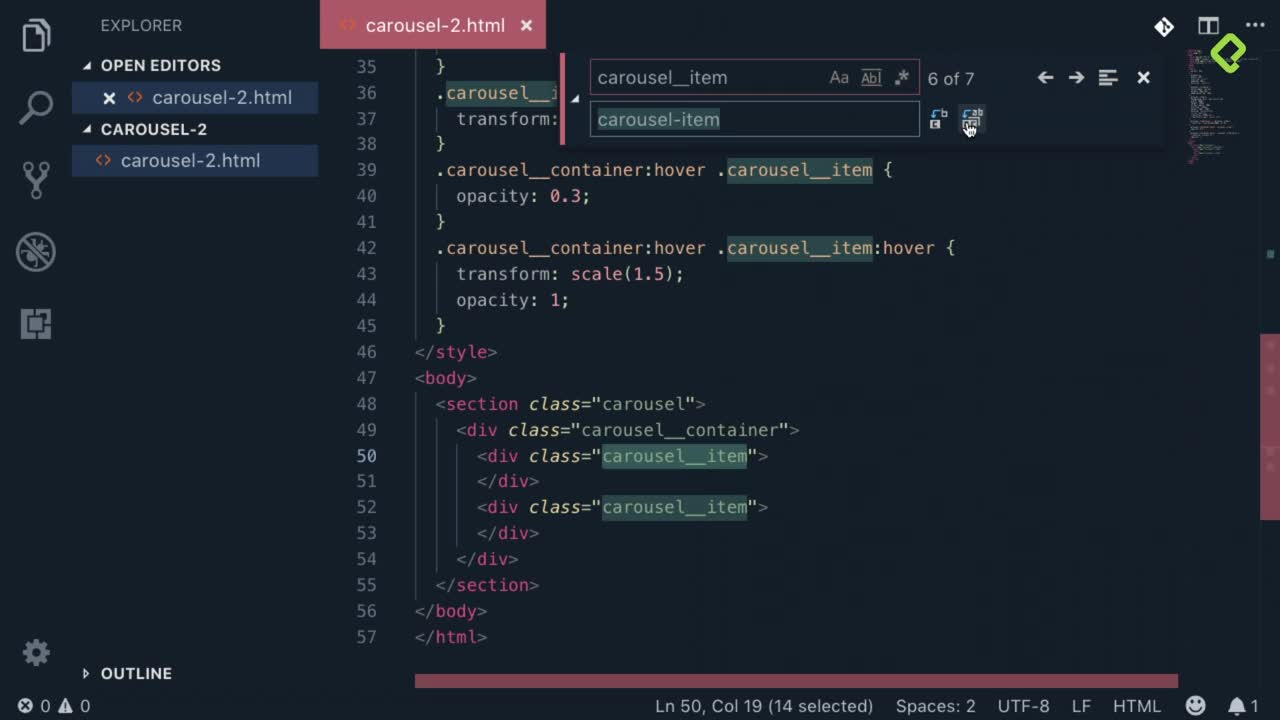 EXPLORER
OPEN EDITORS
carousel-2.html
CAROUSEL-2
carousel-2.html
OUTLINE
carousel-2.html
carousel__item
Aa
Abl
.*
6 of 7
carousel-item
35 }
36 .carousel__i
37 transform:
38 }
39 .carousel__container:hover .carousel__item {
40 opacity: 0.3;
41 }
42 .carousel__container:hover .carousel__item:hover {
43 transform: scale(1.5);
44 opacity: 1;
45 }
46 </style>
47 <body>
48 <section class="carousel">
49 <div class="carousel__container">
50 <div class="carousel__item">
51 </div>
52 <div class="carousel__item">
53 </div>
54 </div>
55 </section>
56 </body>
57 </html>
0 0
Ln 50, Col 19 (14 selected)
Spaces: 2
UTF-8
LF
HTML
1